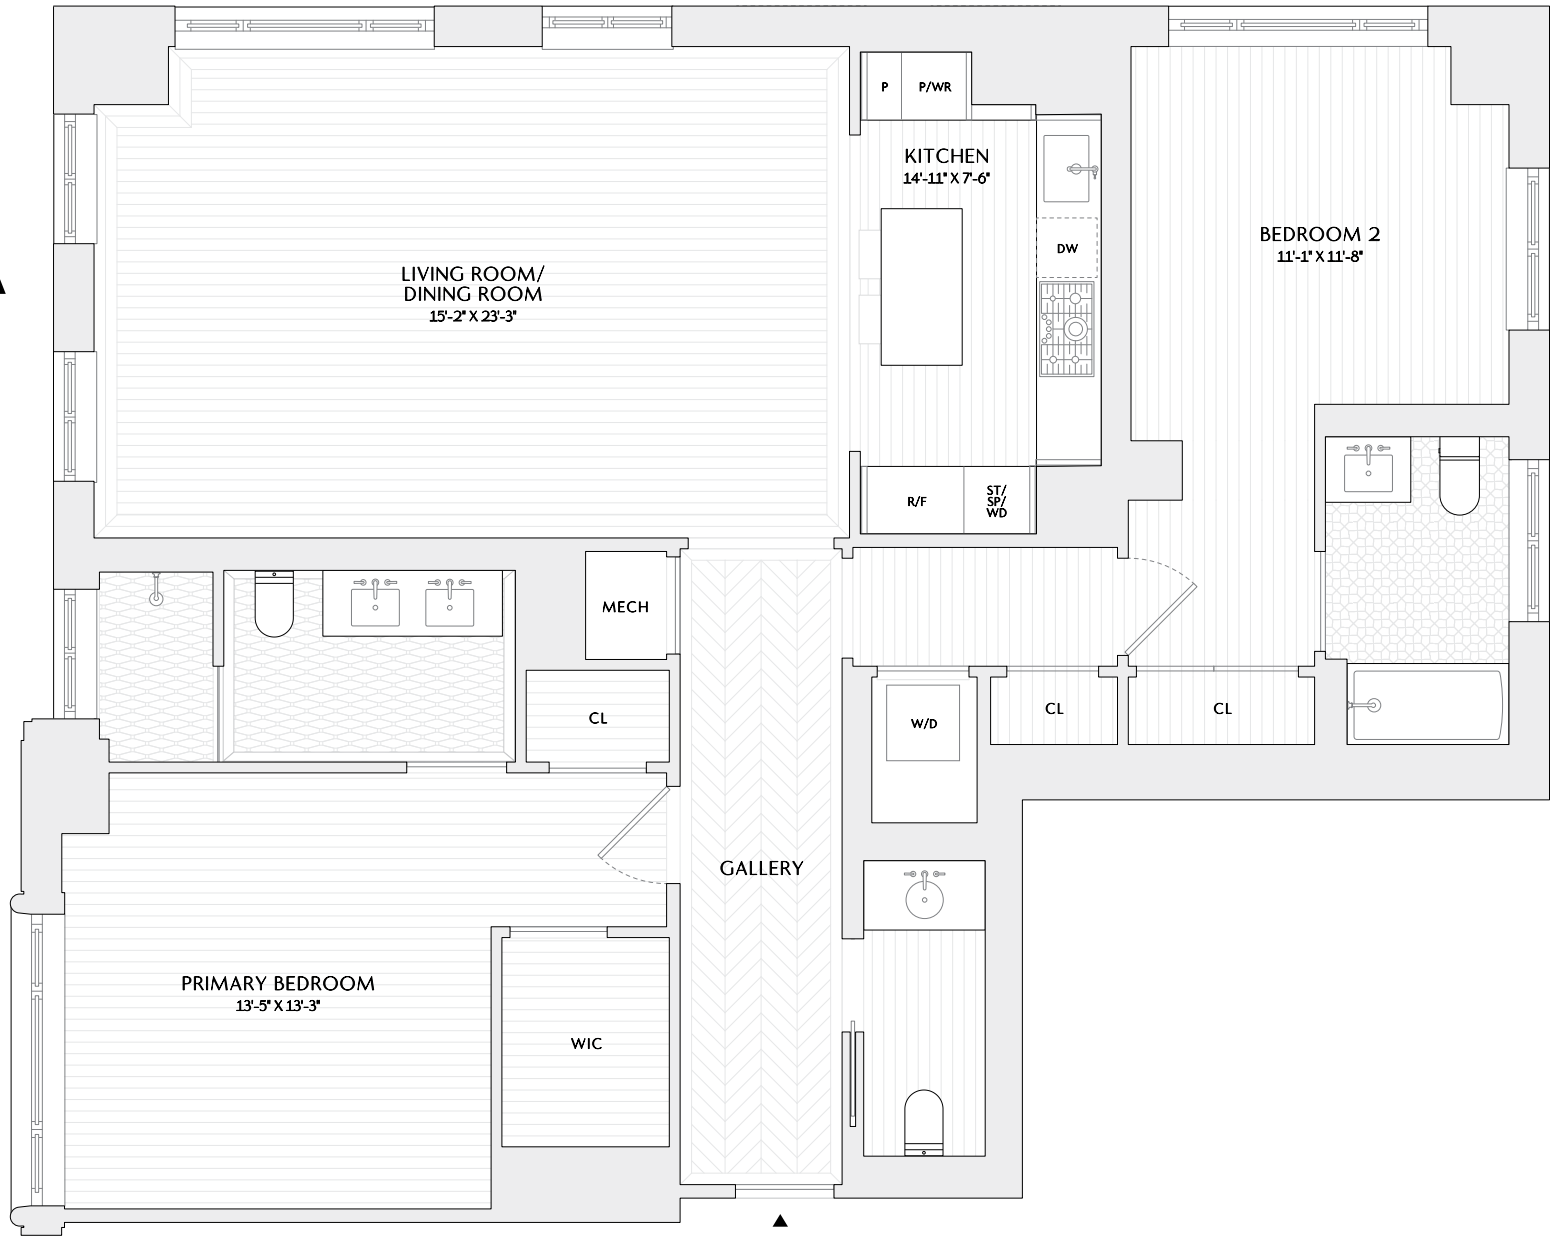 P
P/WR
KITCHEN
14'-11" X 7'-6"
DW
BEDROOM 2
11'-1" X 11'-8"
LIVING ROOM/
DINING ROOM
15'-2" X 23'-3"
R/F
ST/
SP/
WD
MECH
CL
W/D
CL
CL
GALLERY
PRIMARY BEDROOM
13'-5" X 13'-3"
WIC